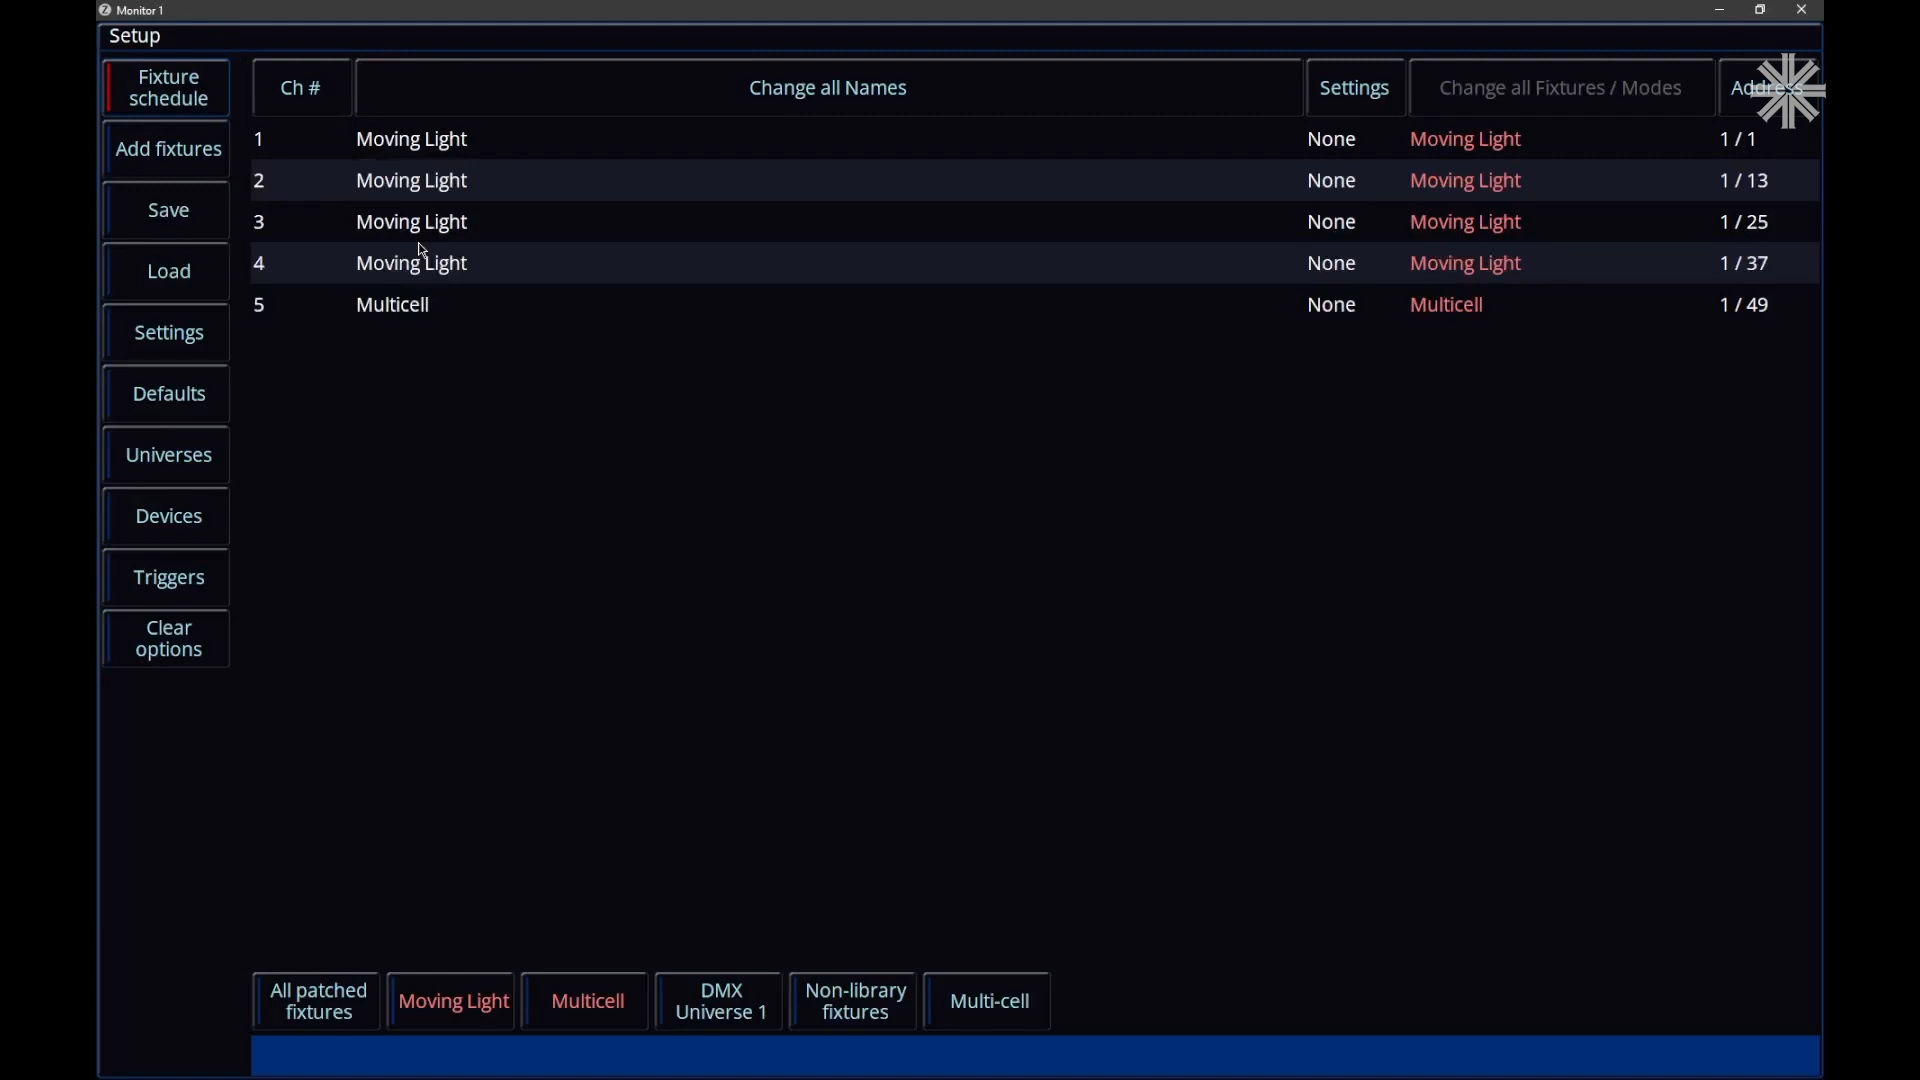 Monitor 1
Setup
Fixture
schedule
Add fixtures
Save
Load
Settings
Defaults
Universes
Devices
Triggers
Clear
options
Ch # Change all Names Settings Change all Fixtures / Modes Address
1 Moving Light None Moving Light 1 / 1
2 Moving Light None Moving Light 1 / 13
3 Moving Light None Moving Light 1 / 25
4 Moving Light None Moving Light 1 / 37
5 Multicell None Multicell 1 / 49
All patched
fixtures
Moving Light
Multicell
DMX
Universe 1
Non-library
fixtures
Multi-cell